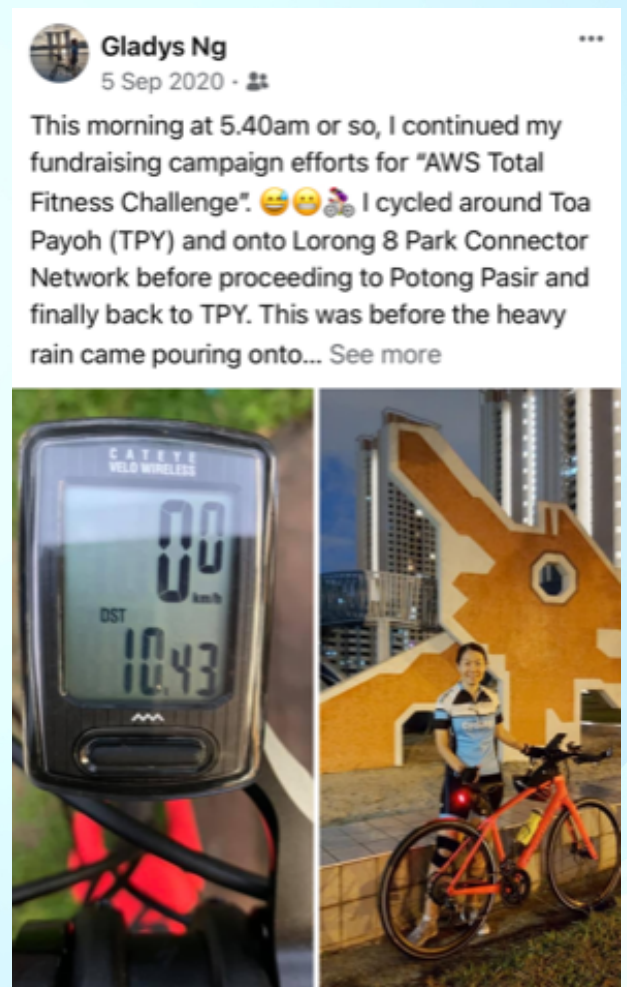 Gladys Ng
5 Sep 2020 ·
This morning at 5.40am or so, I continued my
fundraising campaign efforts for “AWS Total
Fitness Challenge”. 😅😬🚴‍♀️ I cycled around Toa
Payoh (TPY) and onto Lorong 8 Park Connector
Network before proceeding to Potong Pasir and
finally back to TPY. This was before the heavy
rain came pouring onto... See more
CATEYE
VELO WIRELESS
00
km/h
DST
10.43